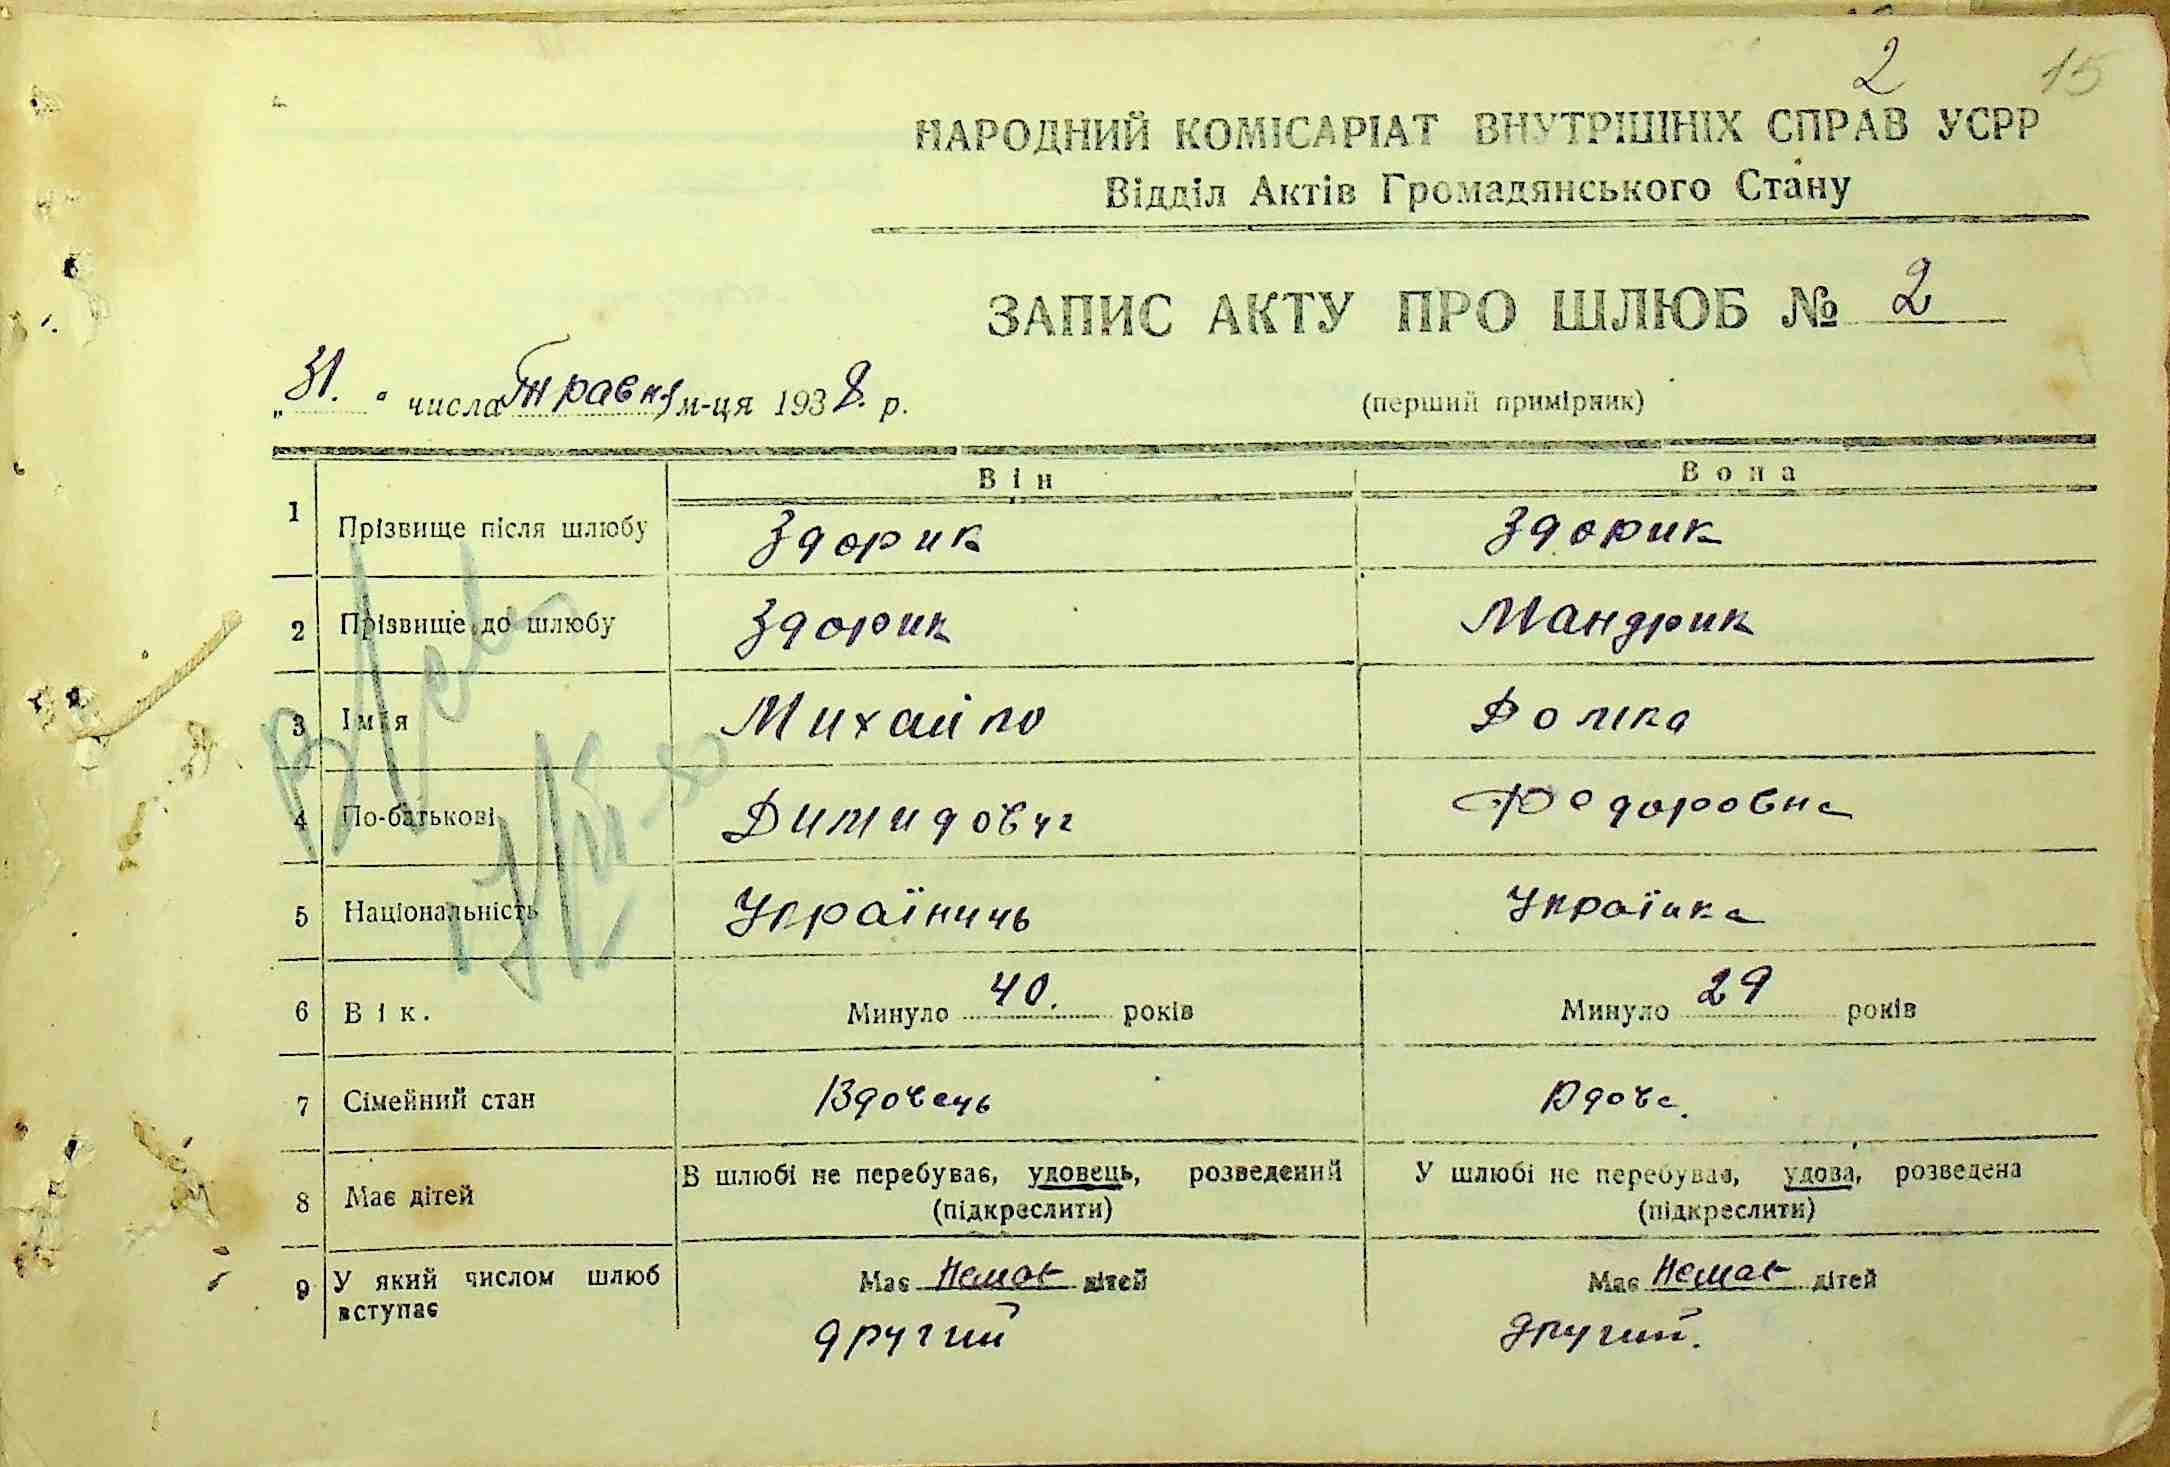 2 15
НАРОДНИЙ КОМІСАРІАТ ВНУТРІШНІХ СПРАВ УСРР
Відділ Актів Громадянського Стану
ЗАПИС АКТУ ПРО ШЛЮБ № 2
„31." числа Травня м-ця 1938 р.
(перший примірник)
Він Вона
1 Прізвище після шлюбу Здорик Здорик
2 Прізвище до шлюбу Здорик Мандрик
3 Імʼя Михайло Домка
4 По-батькові Димидович Федоровна
5 Національність Україниць Українка
6 Вік. Минуло 40. років Минуло 29 років
7 Сімейний стан Вдовець Вдова.
8 Має дітей В шлюбі не перебуває, удовець, розведений У шлюбі не перебуває, удова, розведена
(підкреслити) (підкреслити)
9 У який числом шлюб Має Немає дітей Має Немає дітей
вступає другий другий.